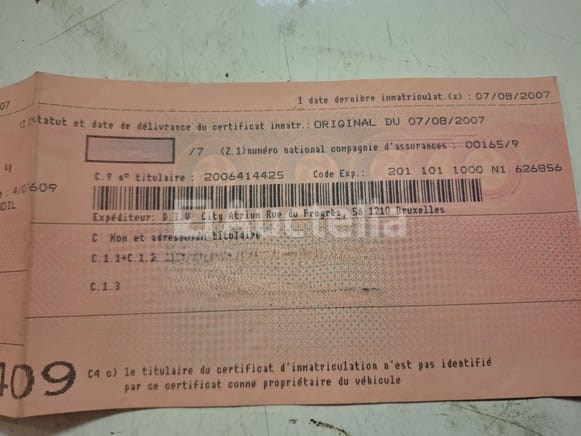 07
I date dernière immatriculat.(x) : 07/08/2007
statut et date de délivrance du certificat immatr.: ORIGINAL DU 07/08/2007
/7 (Z.1)numéro national compagnie d'assurances : 00165/9
kg
C.9 n° titulaire : 2006414425 Code Exp.: 201 101 1000 N1 626856
609
Expéditeur: D.I.V. City Atrium Rue du Progrès, 56 1210 Bruxelles
Auctelia
C Nom et adresse du titulaire
C.1.1+C.1.2
C.1.3
409
C4 c) le titulaire du certificat d'immatriculation n'est pas identifié
par ce certificat comme propriétaire du véhicule